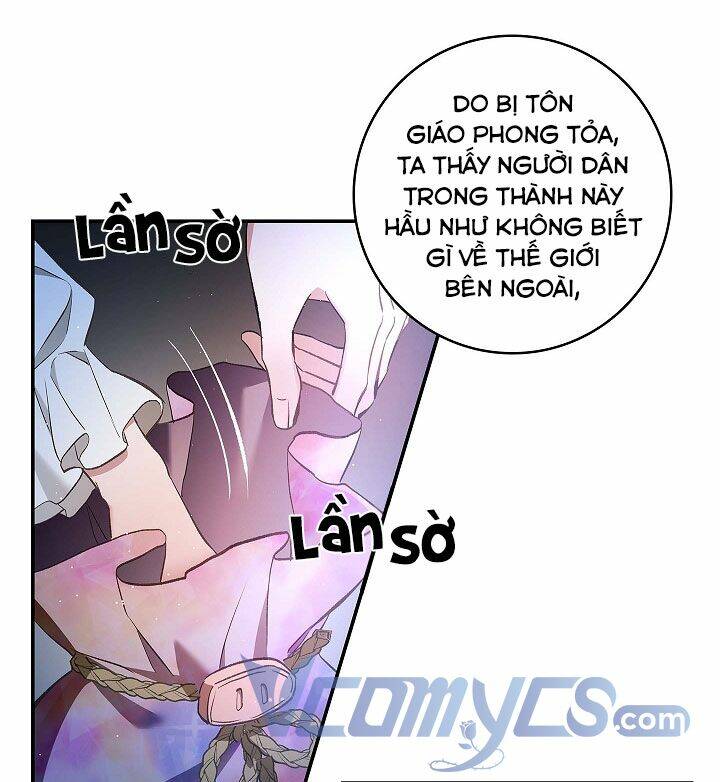 DO BỊ TÔN
GIÁO PHONG TỎA,
TA THẤY NGƯỜI DÂN
TRONG THÀNH NÀY
HẦU NHƯ KHÔNG BIẾT
GÌ VỀ THẾ GIỚI
BÊN NGOÀI,
Lần sờ
Lần sờ
Vcomycs.com